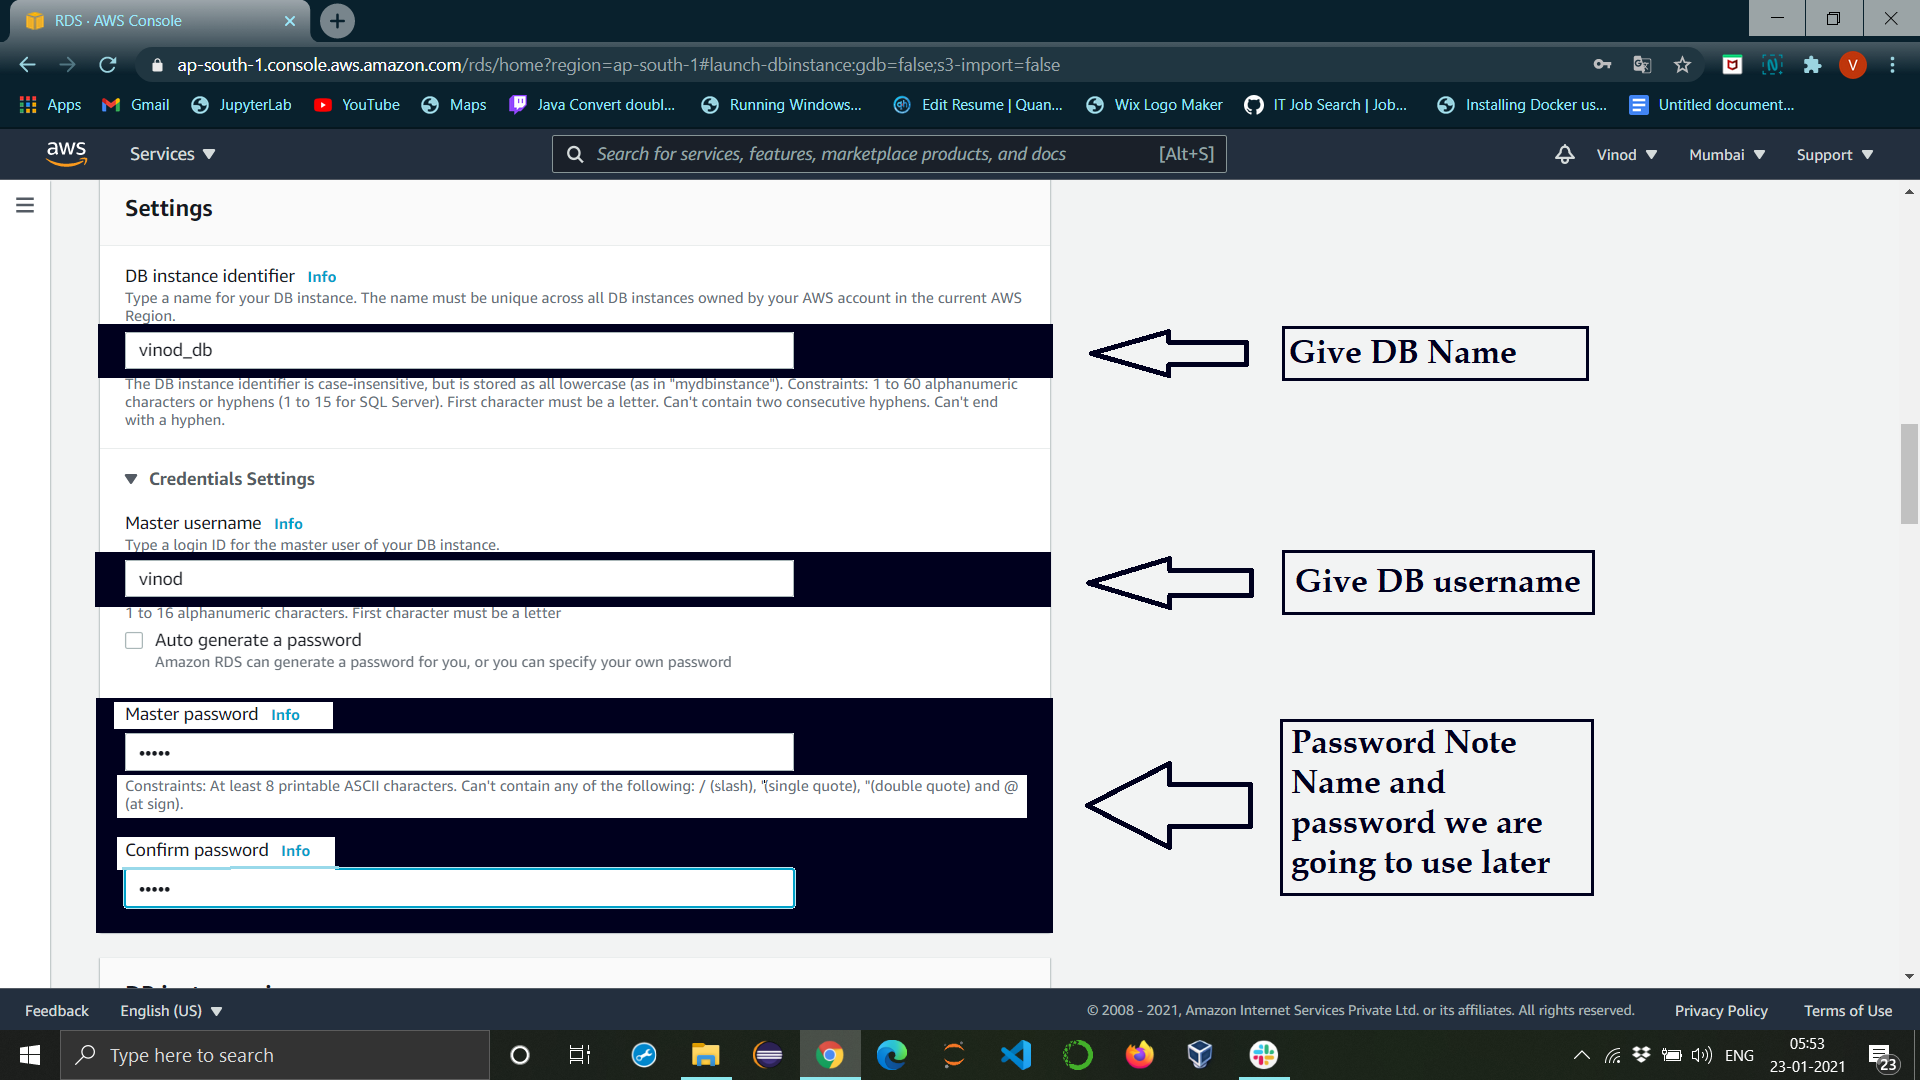 RDS · AWS Console
ap-south-1.console.aws.amazon.com/rds/home?region=ap-south-1#launch-dbinstance:gdb=false;s3-import=false
V
Apps Gmail JupyterLab YouTube Maps Java Convert doubl... Running Windows... Edit Resume | Quan... Wix Logo Maker IT Job Search | Job... Installing Docker us... Untitled document...
aws Services Search for services, features, marketplace products, and docs [Alt+S] Vinod Mumbai Support
Settings
DB instance identifier Info
Type a name for your DB instance. The name must be unique across all DB instances owned by your AWS account in the current AWS
Region.
vinod_db
Give DB Name
The DB instance identifier is case-insensitive, but is stored as all lowercase (as in "mydbinstance"). Constraints: 1 to 60 alphanumeric
characters or hyphens (1 to 15 for SQL Server). First character must be a letter. Can't contain two consecutive hyphens. Can't end
with a hyphen.
Credentials Settings
Master username Info
Type a login ID for the master user of your DB instance.
vinod
Give DB username
1 to 16 alphanumeric characters. First character must be a letter
Auto generate a password
Amazon RDS can generate a password for you, or you can specify your own password
Master password Info
•••••
Constraints: At least 8 printable ASCII characters. Can't contain any of the following: / (slash), '(single quote), "(double quote) and @
(at sign).
Confirm password Info
•••••
Password Note
Name and
password we are
going to use later
Feedback English (US) © 2008 - 2021, Amazon Internet Services Private Ltd. or its affiliates. All rights reserved. Privacy Policy Terms of Use
Type here to search
ENG
05:53
23-01-2021
23